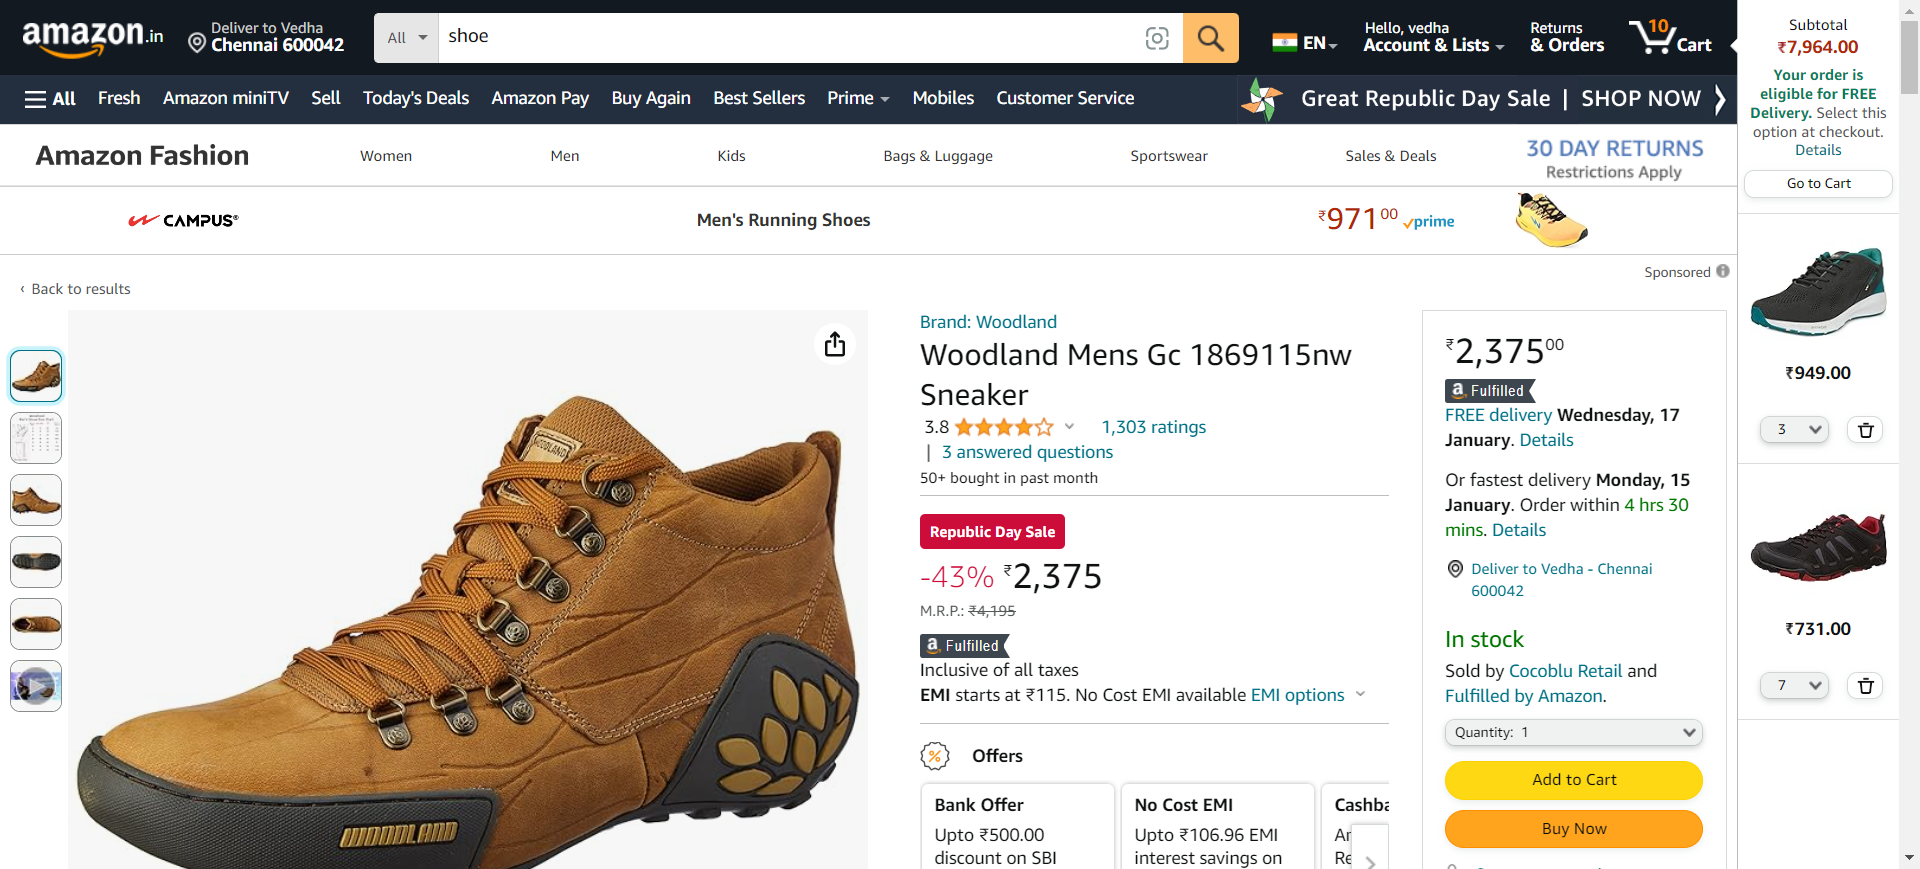 amazon.in
Deliver to Vedha
Chennai 600042
All
shoe
EN
Hello, vedha
Account & Lists
Returns
& Orders
10
Cart
All
Fresh
Amazon miniTV
Sell
Today's Deals
Amazon Pay
Buy Again
Best Sellers
Prime
Mobiles
Customer Service
Great Republic Day Sale | SHOP NOW
Amazon Fashion
Women
Men
Kids
Bags & Luggage
Sportswear
Sales & Deals
30 DAY RETURNS
Restrictions Apply
CAMPUS®
Men's Running Shoes
₹97100
prime
Sponsored
‹ Back to results
WOODLAND
WOODLAND
Brand: Woodland
Woodland Mens Gc 1869115nw
Sneaker
3.8
1,303 ratings
| 3 answered questions
50+ bought in past month
Republic Day Sale
-43% ₹2,375
M.R.P.: ₹4,195
a Fulfilled
Inclusive of all taxes
EMI starts at ₹115. No Cost EMI available EMI options
Offers
Bank Offer
Upto ₹500.00
discount on SBI
No Cost EMI
Upto ₹106.96 EMI
interest savings on
Cashba
₹2,37500
a Fulfilled
FREE delivery Wednesday, 17
January. Details
Or fastest delivery Monday, 15
January. Order within 4 hrs 30
mins. Details
Deliver to Vedha - Chennai
600042
In stock
Sold by Cocoblu Retail and
Fulfilled by Amazon.
Quantity: 1
Add to Cart
Buy Now
Subtotal
₹7,964.00
Your order is
eligible for FREE
Delivery. Select this
option at checkout.
Details
Go to Cart
₹949.00
3
₹731.00
7